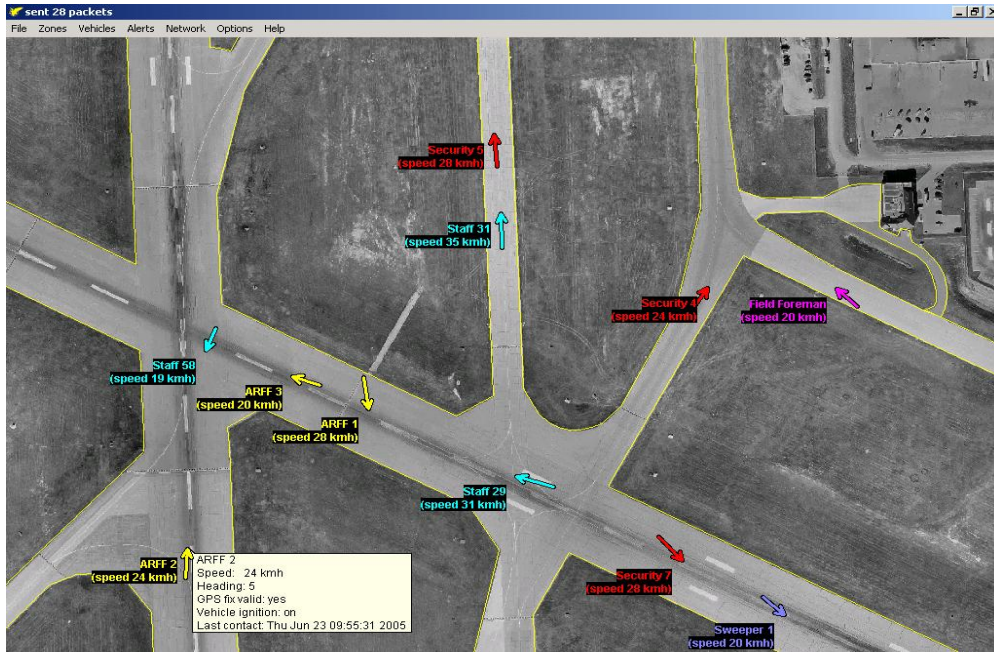 sent 28 packets
File Zones Vehicles Alerts Network Options Help
Security 5
(speed 28 kmh)
Staff 31
(speed 35 kmh)
Security 4
(speed 24 kmh)
Field Foreman
(speed 20 kmh)
Staff 58
(speed 19 kmh)
ARFF 3
(speed 20 kmh)
ARFF 1
(speed 28 kmh)
Staff 29
(speed 31 kmh)
ARFF 2
(speed 24 kmh)
ARFF 2
Speed: 24 kmh
Heading: 5
GPS fix valid: yes
Vehicle ignition: on
Last contact: Thu Jun 23 09:55:31 2005
Security 7
(speed 28 kmh)
Sweeper 1
(speed 20 kmh)